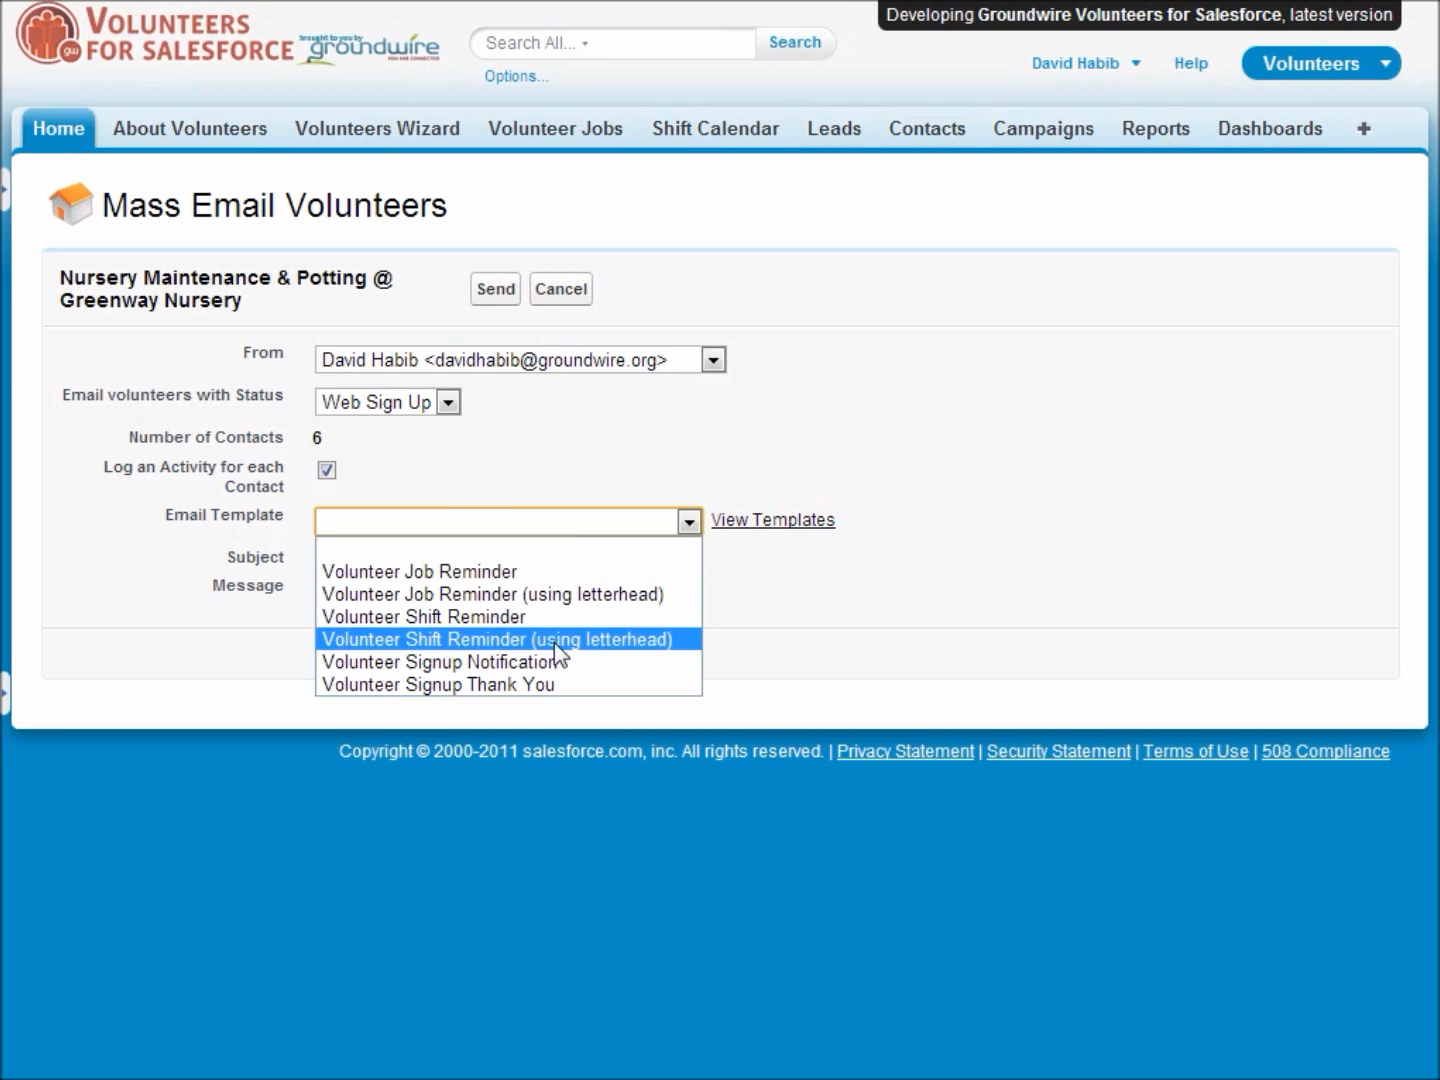 Developing Groundwire Volunteers for Salesforce, latest version
VOLUNTEERS
FOR SALESFORCE
gw
brought to you by
groundwire
YOU ARE CONNECTED
Search All...
Search
Options...
David Habib
Help
Volunteers
Home About Volunteers Volunteers Wizard Volunteer Jobs Shift Calendar Leads Contacts Campaigns Reports Dashboards +
Mass Email Volunteers
Nursery Maintenance & Potting @
Greenway Nursery
Send Cancel
From David Habib <davidhabib@groundwire.org>
Email volunteers with Status Web Sign Up
Number of Contacts 6
Log an Activity for each
Contact
Email Template View Templates
Subject
Message
Volunteer Job Reminder
Volunteer Job Reminder (using letterhead)
Volunteer Shift Reminder
Volunteer Shift Reminder (using letterhead)
Volunteer Signup Notification
Volunteer Signup Thank You
Copyright © 2000-2011 salesforce.com, inc. All rights reserved. | Privacy Statement | Security Statement | Terms of Use | 508 Compliance